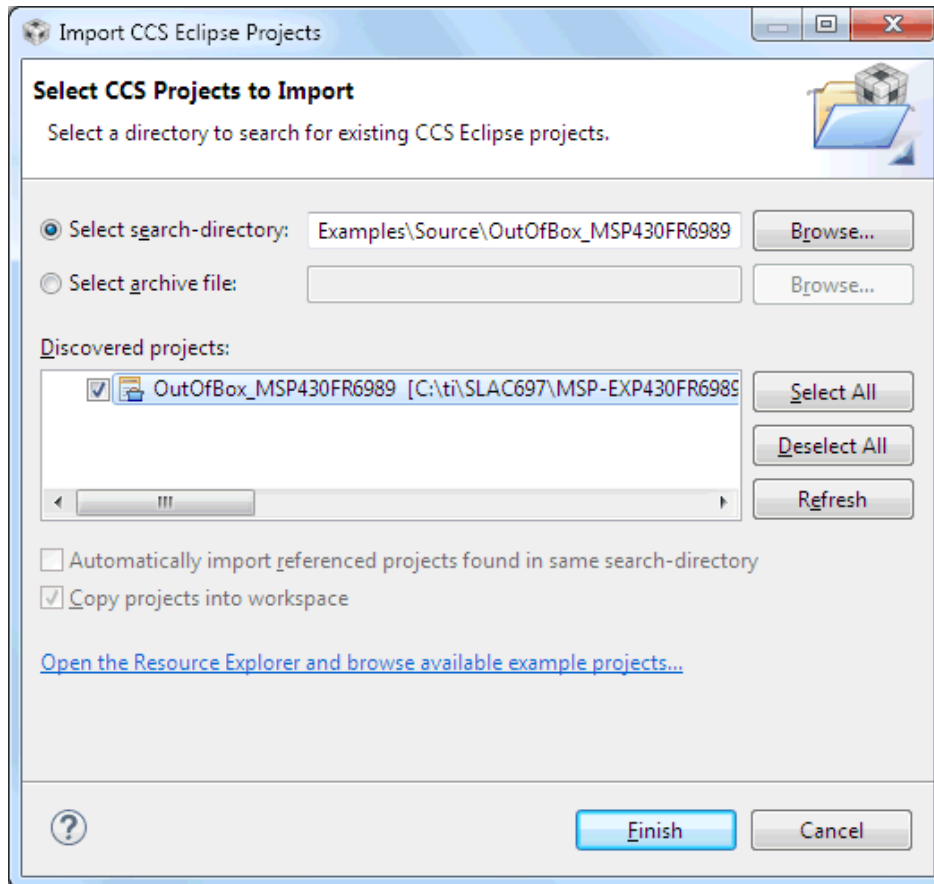 Import CCS Eclipse Projects
Select CCS Projects to Import
Select a directory to search for existing CCS Eclipse projects.
Select search-directory: Examples\Source\OutOfBox_MSP430FR6989 Browse...
Select archive file: Browse...
Discovered projects:
OutOfBox_MSP430FR6989 [C:\ti\SLAC697\MSP-EXP430FR6989 Select All
Deselect All
Refresh
Automatically import referenced projects found in same search-directory
Copy projects into workspace
Open the Resource Explorer and browse available example projects...
? Finish Cancel